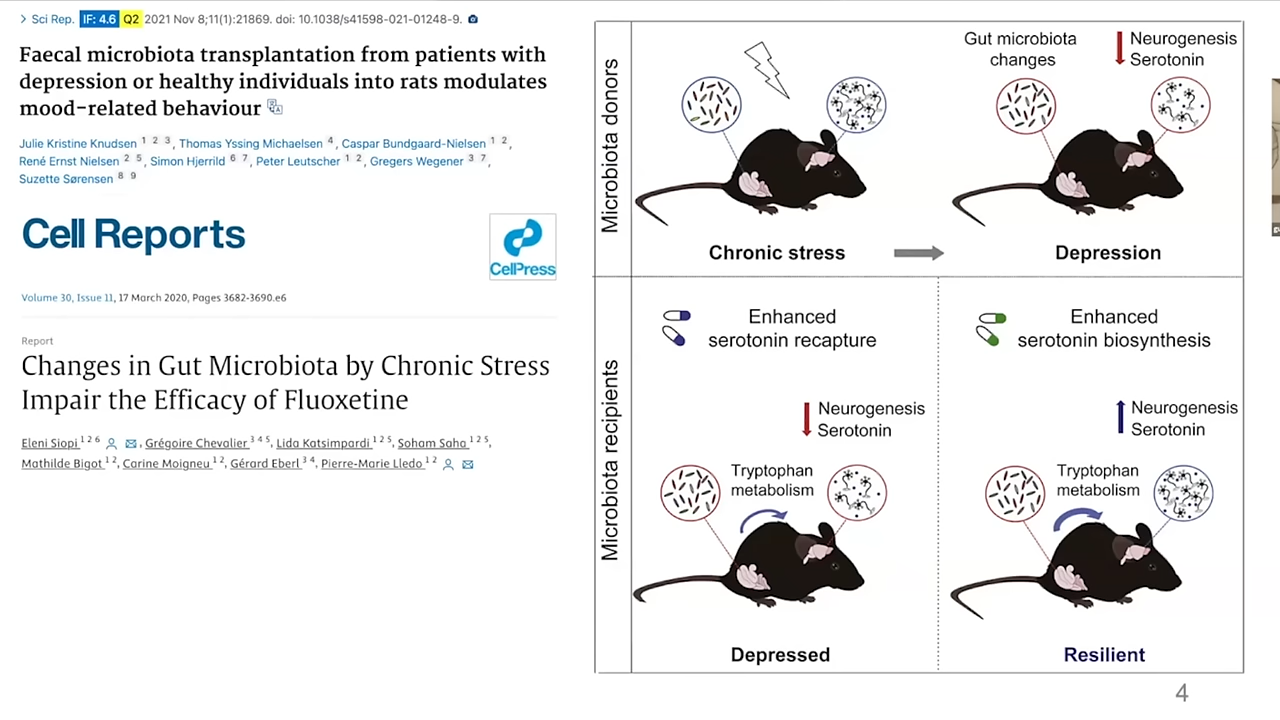 > Sci Rep. IF: 4.6 Q2 2021 Nov 8;11(1):21869. doi: 10.1038/s41598-021-01248-9.
Faecal microbiota transplantation from patients with
depression or healthy individuals into rats modulates
mood-related behaviour
Julie Kristine Knudsen 1 2 3, Thomas Yssing Michaelsen 4, Caspar Bundgaard-Nielsen 1 2,
René Ernst Nielsen 2 5, Simon Hjerrild 6 7, Peter Leutscher 1 2, Gregers Wegener 3 7,
Suzette Sørensen 8 9
Cell Reports
CellPress
Volume 30, Issue 11, 17 March 2020, Pages 3682-3690.e6
Report
Changes in Gut Microbiota by Chronic Stress
Impair the Efficacy of Fluoxetine
Eleni Siopi 1 2 6, Grégoire Chevalier 3 4 5, Lida Katsimpardi 1 2 5, Soham Saha 1 2 5,
Mathilde Bigot 1 2, Carine Moigneu 1 2, Gérard Eberl 3 4, Pierre-Marie Lledo 1 2
Microbiota donors
Gut microbiota
changes
Neurogenesis
Serotonin
Chronic stress
Depression
Microbiota recipients
Enhanced
serotonin recapture
Neurogenesis
Serotonin
Tryptophan
metabolism
Depressed
Enhanced
serotonin biosynthesis
Neurogenesis
Serotonin
Tryptophan
metabolism
Resilient
4